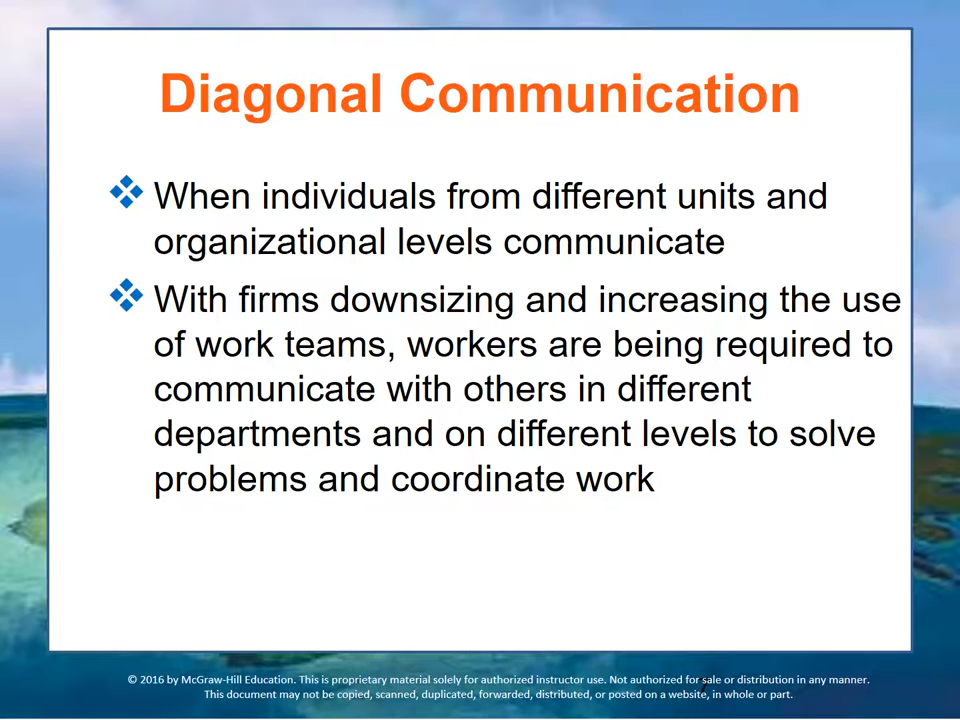 Diagonal Communication
When individuals from different units and
organizational levels communicate
With firms downsizing and increasing the use
of work teams, workers are being required to
communicate with others in different
departments and on different levels to solve
problems and coordinate work
© 2016 by McGraw-Hill Education. This is proprietary material solely for authorized instructor use. Not authorized for sale or distribution in any manner.
This document may not be copied, scanned, duplicated, forwarded, distributed, or posted on a website, in whole or part.